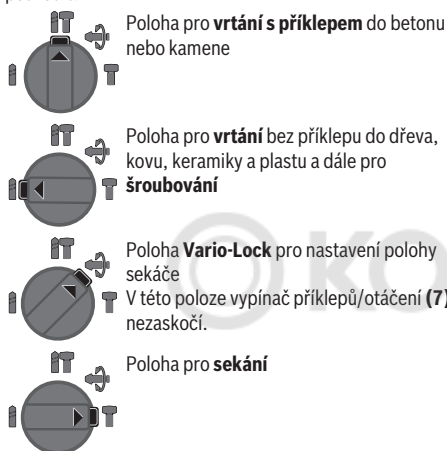 Poloha pro vrtání s příklepem do betonu
nebo kamene
Poloha pro vrtání bez příklepu do dřeva,
kovu, keramiky a plastu a dále pro
šroubování
Poloha Vario-Lock pro nastavení polohy
sekáče
V této poloze vypínač příklepů/otáčení (7)
nezaskočí.
Poloha pro sekání
KO